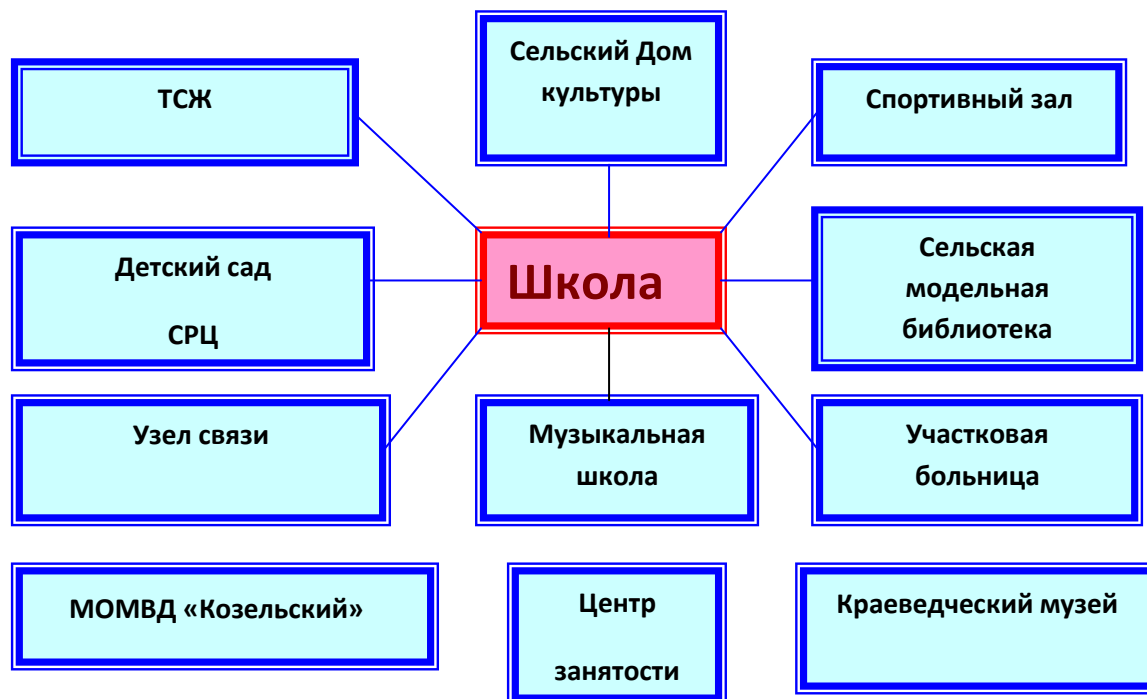 ТСЖ
Сельский Дом
культуры
Спортивный зал
Детский сад
СРЦ
Школа
Сельская
модельная
библиотека
Узел связи
Музыкальная
школа
Участковая
больница
МОМВД «Козельский»
Центр
занятости
Краеведческий музей